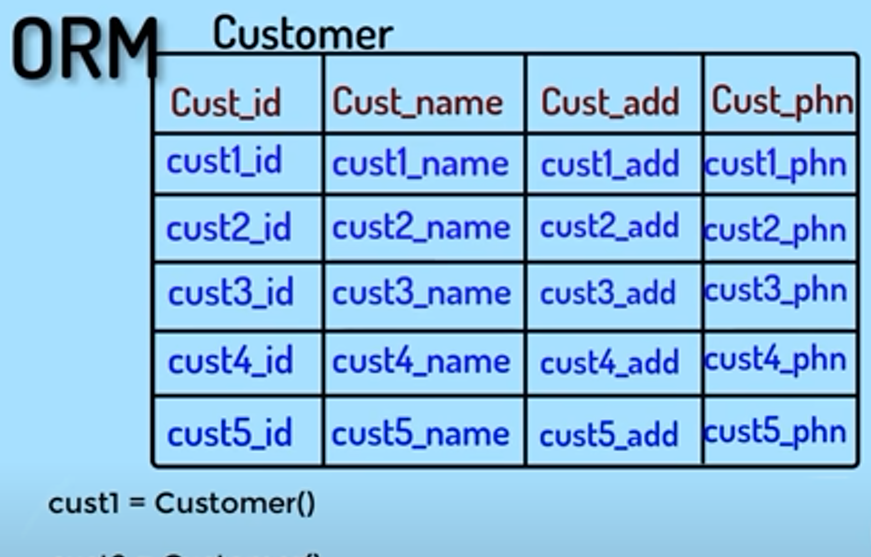 ORM
Customer
Cust_id Cust_name Cust_add Cust_phn
cust1_id cust1_name cust1_add cust1_phn
cust2_id cust2_name cust2_add cust2_phn
cust3_id cust3_name cust3_add cust3_phn
cust4_id cust4_name cust4_add cust4_phn
cust5_id cust5_name cust5_add cust5_phn
cust1 = Customer()